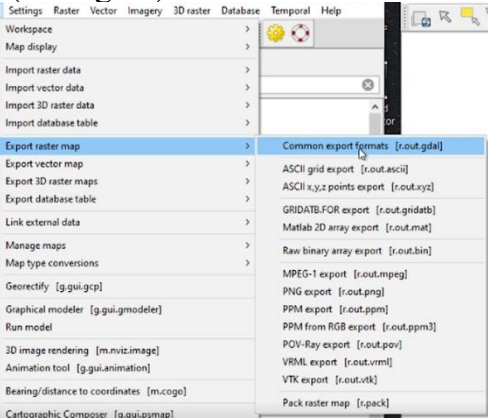 Settings Raster Vector Imagery 3D raster Database Temporal Help
Workspace
Map display
Import raster data
Import vector data
Import 3D raster data
Import database table
Export raster map
Export vector map
Export 3D raster maps
Export database table
Link external data
Manage maps
Map type conversions
Georectify [g.gui.gcp]
Graphical modeler [g.gui.gmodeler]
Run model
3D image rendering [m.nviz.image]
Animation tool [g.gui.animation]
Bearing/distance to coordinates [m.cogo]
Cartographic Composer [g.gui.psmap]
Common export formats [r.out.gdal]
ASCII grid export [r.out.ascii]
ASCII x,y,z points export [r.out.xyz]
GRIDATB.FOR export [r.out.gridatb]
Matlab 2D array export [r.out.mat]
Raw binary array export [r.out.bin]
MPEG-1 export [r.out.mpeg]
PNG export [r.out.png]
PPM export [r.out.ppm]
PPM from RGB export [r.out.ppm3]
POV-Ray export [r.out.pov]
VRML export [r.out.vrml]
VTK export [r.out.vtk]
Pack raster map [r.pack]